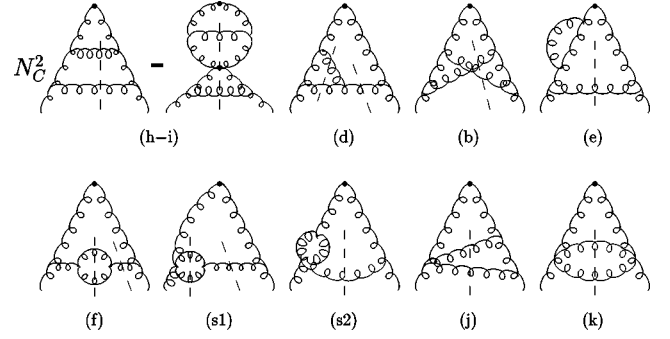 N_C^2 –
(h–i) (d) (b) (e)
(f) (s1) (s2) (j) (k)